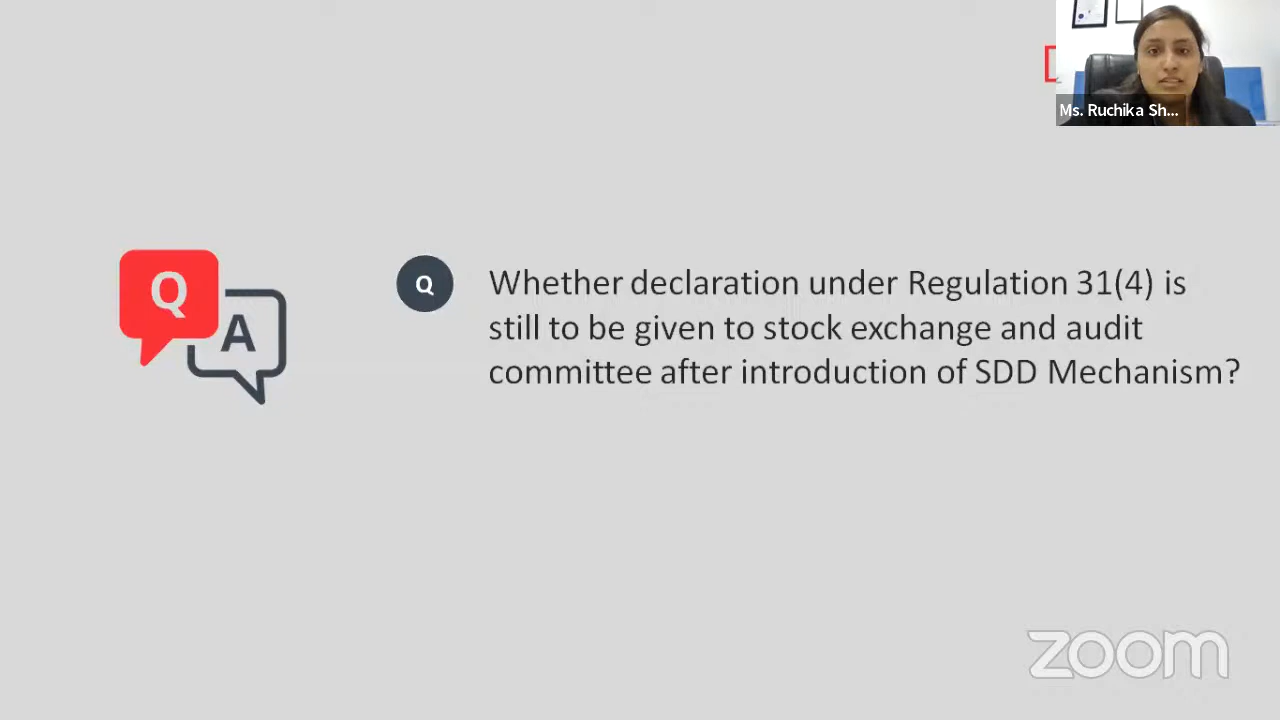 Ms. Ruchika Sh...
Q
A
Q
Whether declaration under Regulation 31(4) is
still to be given to stock exchange and audit
committee after introduction of SDD Mechanism?
zoom